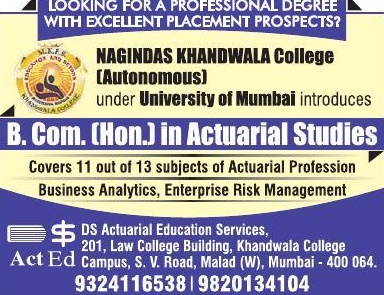 LOOKING FOR A PROFESSIONAL DEGREE
WITH EXCELLENT PLACEMENT PROSPECTS?
M.K.E.S.
EDUCATION AND BEYOND
KHANDWALA COLLEGE
NAGINDAS KHANDWALA College
(Autonomous)
under University of Mumbai introduces
B. Com. (Hon.) in Actuarial Studies
Covers 11 out of 13 subjects of Actuarial Profession
Business Analytics, Enterprise Risk Management
DS
ActEd
DS Actuarial Education Services,
201, Law College Building, Khandwala College
Campus, S. V. Road, Malad (W), Mumbai - 400 064.
9324116538 | 9820134104